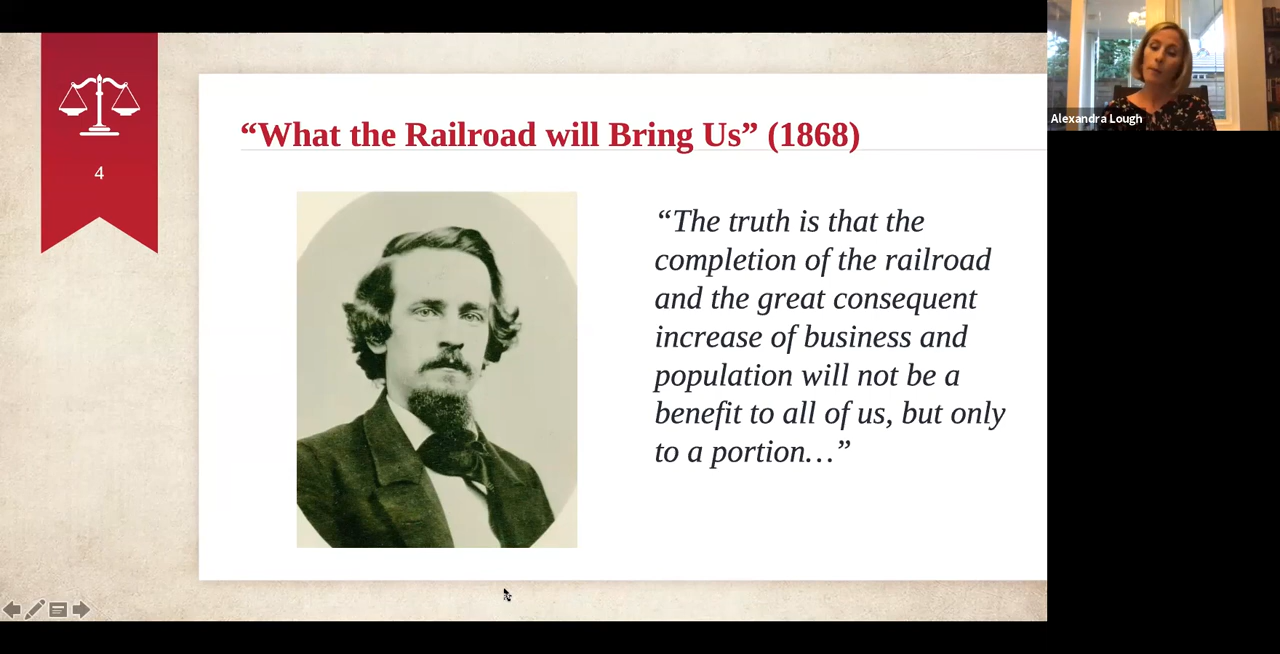 4
“What the Railroad will Bring Us” (1868)
“The truth is that the
completion of the railroad
and the great consequent
increase of business and
population will not be a
benefit to all of us, but only
to a portion…”
Alexandra Lough